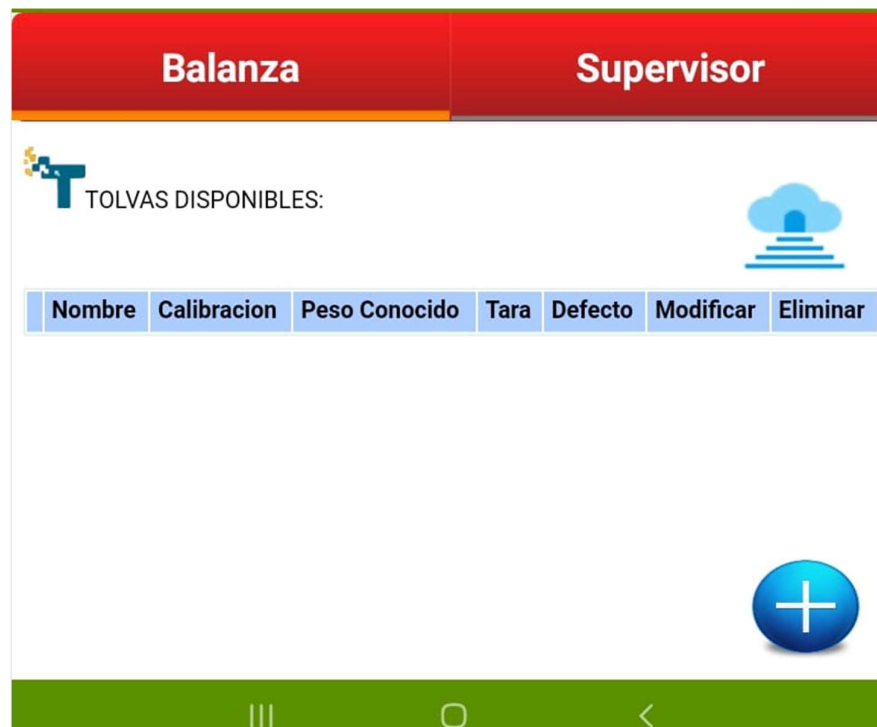 Balanza Supervisor
TOLVAS DISPONIBLES:
Nombre Calibracion Peso Conocido Tara Defecto Modificar Eliminar